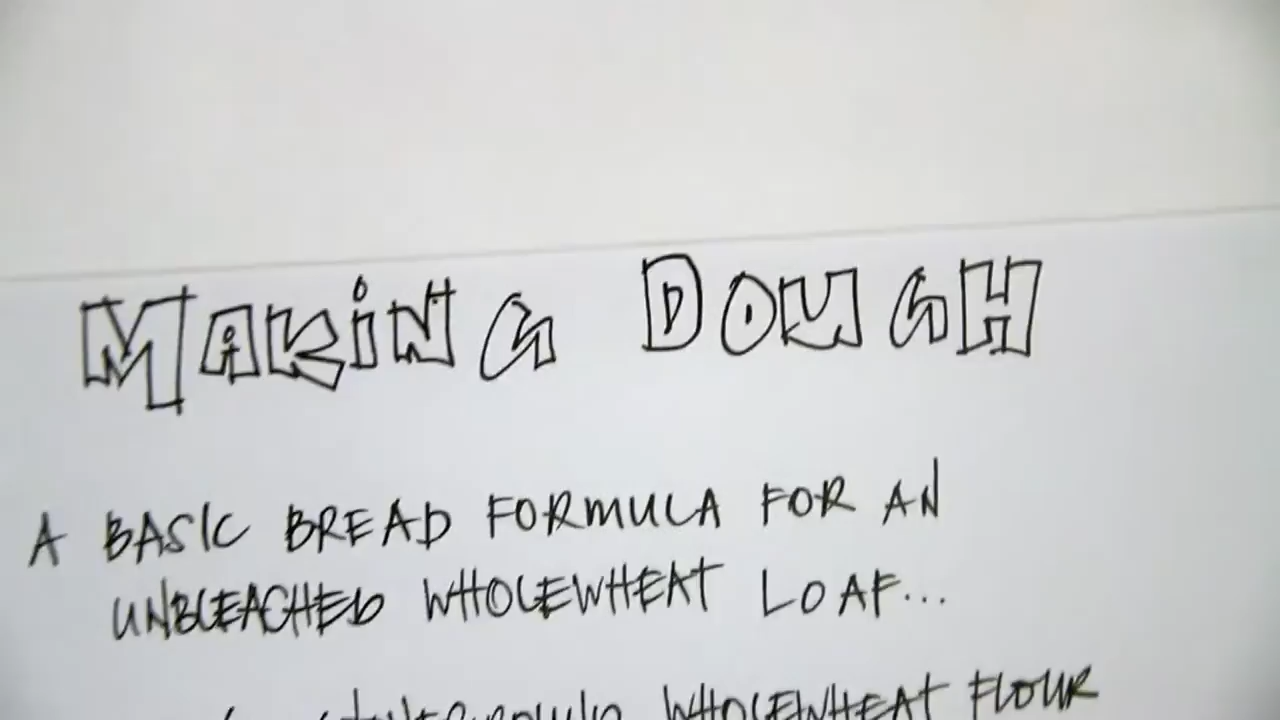 MAKING DOUGH
A BASIC BREAD FORMULA FOR AN
UNBLEACHED WHOLEWHEAT LOAF...
WHOLEWHEAT FLOUR